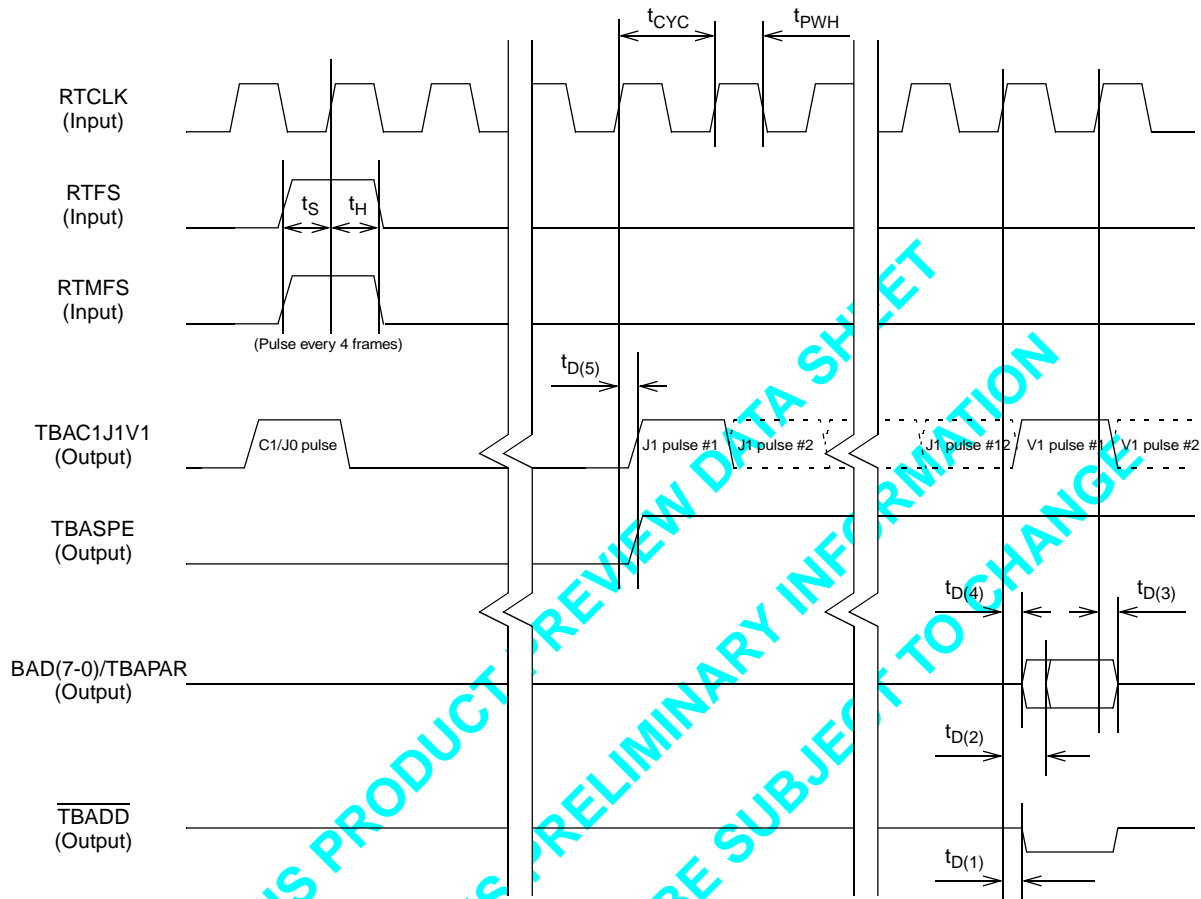 tCYC
tPWH
RTCLK
(Input)
RTFS
(Input)
tS
tH
RTMFS
(Input)
(Pulse every 4 frames)
tD(5)
TBAC1J1V1
(Output)
C1/J0 pulse
J1 pulse #1
J1 pulse #2
J1 pulse #12
V1 pulse #1
V1 pulse #2
TBASPE
(Output)
tD(4)
tD(3)
BAD(7-0)/TBAPAR
(Output)
tD(2)
TBADD
(Output)
tD(1)
IS PRODUCT PREVIEW DATA SHEET
IS PRELIMINARY INFORMATION
BE SUBJECT TO CHANGE